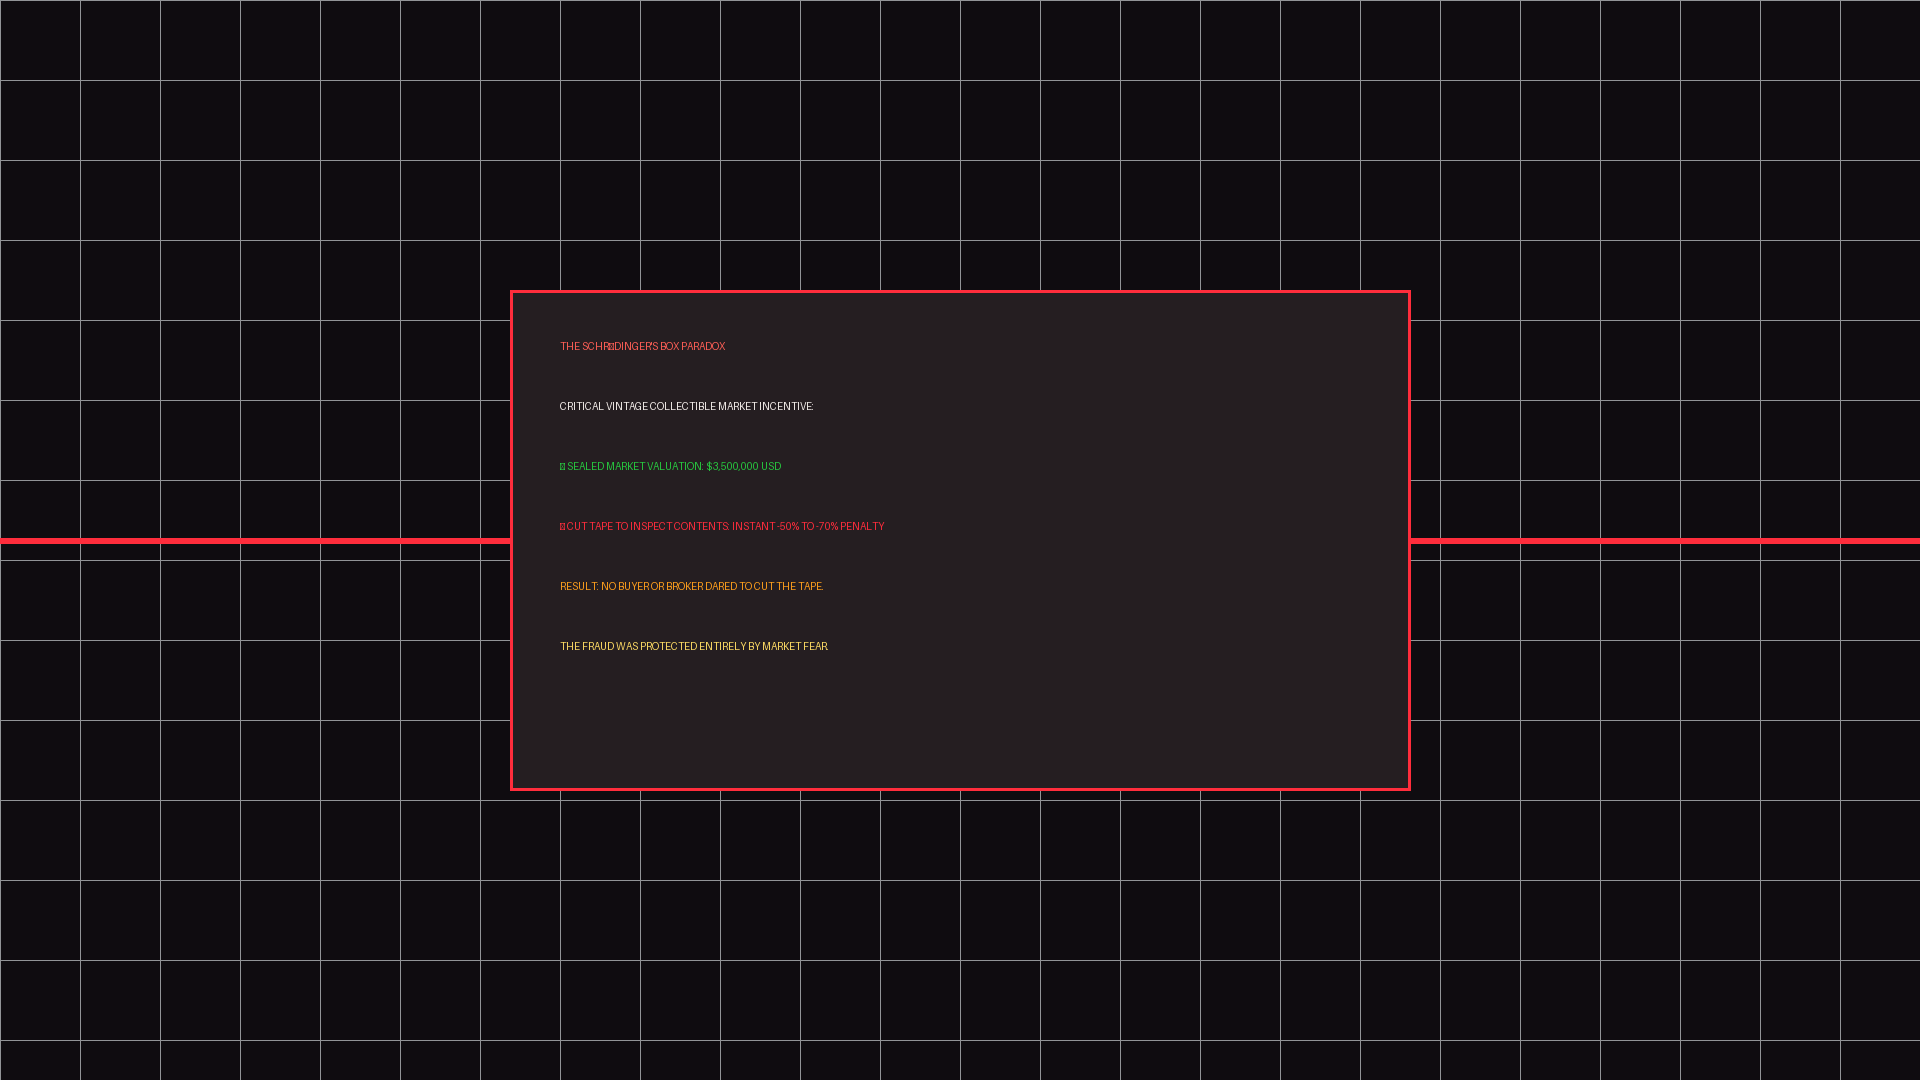 THE SCHR▯DINGER'S BOX PARADOX
CRITICAL VINTAGE COLLECTIBLE MARKET INCENTIVE:
▯ SEALED MARKET VALUATION: $3,500,000 USD
▯ CUT TAPE TO INSPECT CONTENTS: INSTANT -50% TO -70% PENALTY
RESULT: NO BUYER OR BROKER DARED TO CUT THE TAPE.
THE FRAUD WAS PROTECTED ENTIRELY BY MARKET FEAR.